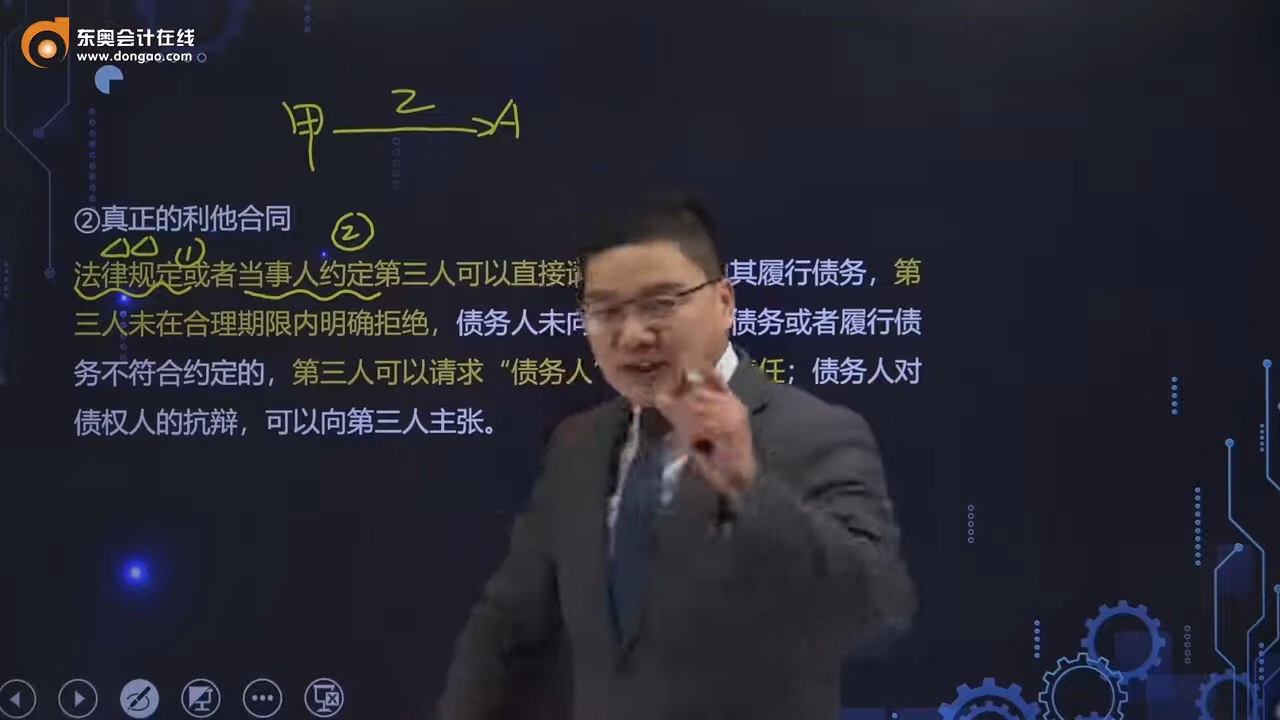 东奥会计在线
www.dongao.com
甲 乙 A
②真正的利他合同
① ②
法律规定或者当事人约定第三人可以直接请 其履行债务，第
三人未在合理期限内明确拒绝，债务人未向 债务或者履行债
务不符合约定的，第三人可以请求“债务人 任；债务人对
债权人的抗辩，可以向第三人主张。